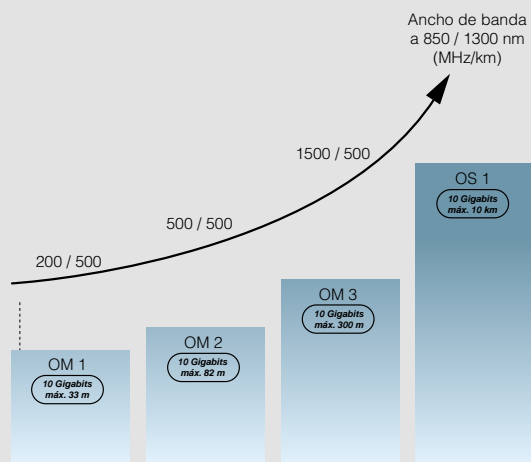 Ancho de banda
a 850 / 1300 nm
(MHz/km)
1500 / 500
500 / 500
200 / 500
OS 1
10 Gigabits
máx. 10 km
OM 3
10 Gigabits
máx. 300 m
OM 2
10 Gigabits
máx. 82 m
OM 1
10 Gigabits
máx. 33 m